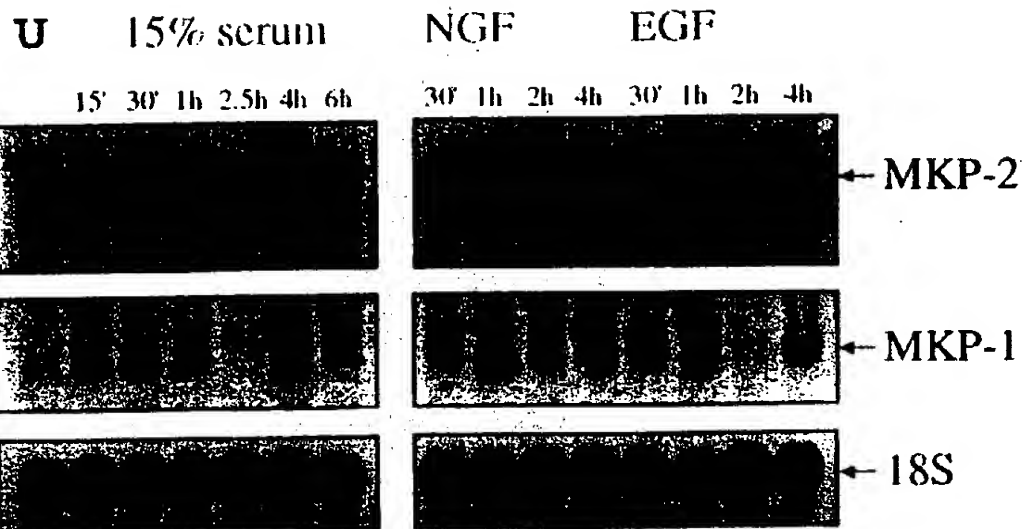 U 15% serum NGF EGF
15' 30' 1h 2.5h 4h 6h 30' 1h 2h 4h 30' 1h 2h 4h
MKP-2
MKP-1
18S